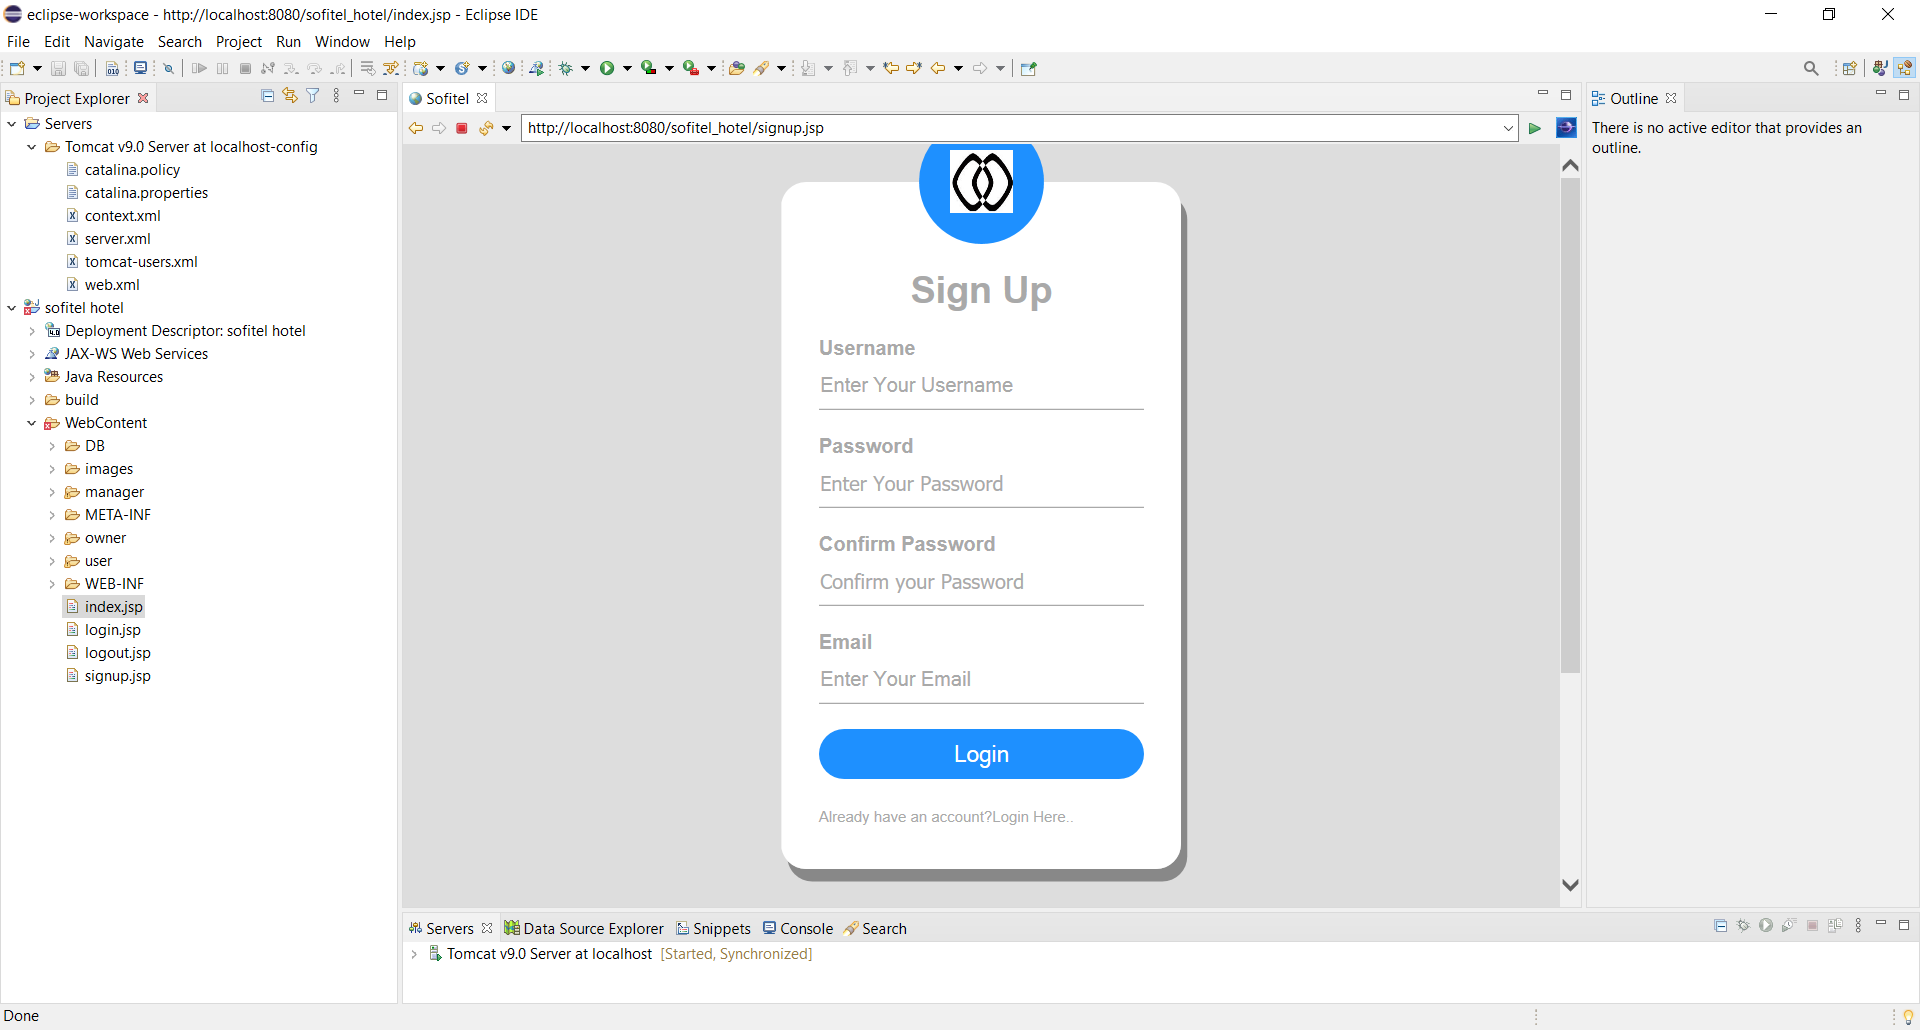 eclipse-workspace - http://localhost:8080/sofitel_hotel/index.jsp - Eclipse IDE
File Edit Navigate Search Project Run Window Help
Project Explorer
Servers
Tomcat v9.0 Server at localhost-config
catalina.policy
catalina.properties
context.xml
server.xml
tomcat-users.xml
web.xml
sofitel hotel
Deployment Descriptor: sofitel hotel
JAX-WS Web Services
Java Resources
build
WebContent
DB
images
manager
META-INF
owner
user
WEB-INF
index.jsp
login.jsp
logout.jsp
signup.jsp
Sofitel
http://localhost:8080/sofitel_hotel/signup.jsp
Sign Up
Username
Enter Your Username
Password
Enter Your Password
Confirm Password
Confirm your Password
Email
Enter Your Email
Login
Already have an account?Login Here..
Outline
There is no active editor that provides an
outline.
Servers Data Source Explorer Snippets Console Search
Tomcat v9.0 Server at localhost [Started, Synchronized]
Done